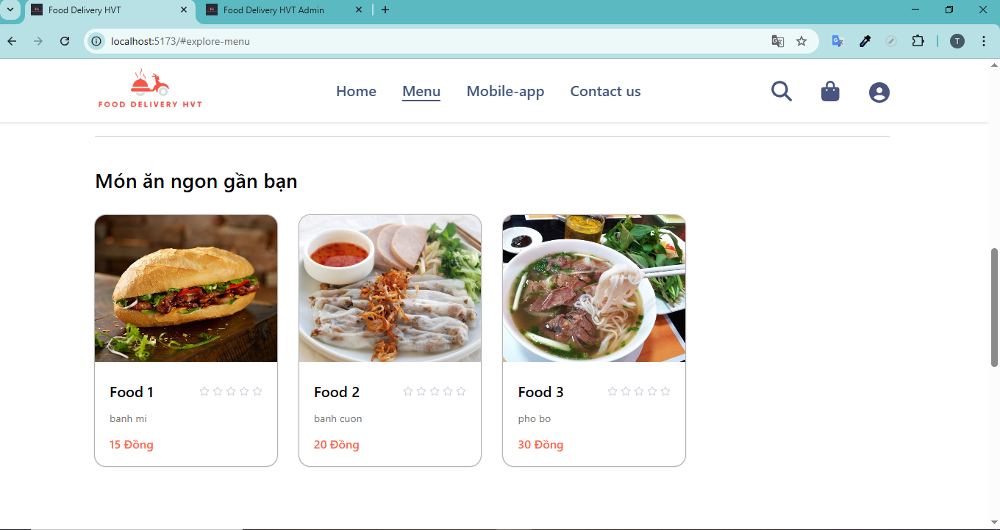 Food Delivery HVT
Food Delivery HVT Admin
localhost:5173/#explore-menu
T
FOOD DELIVERY HVT
Home
Menu
Mobile-app
Contact us
Món ăn ngon gần bạn
Food 1
banh mi
15 Đồng
Food 2
banh cuon
20 Đồng
Food 3
pho bo
30 Đồng